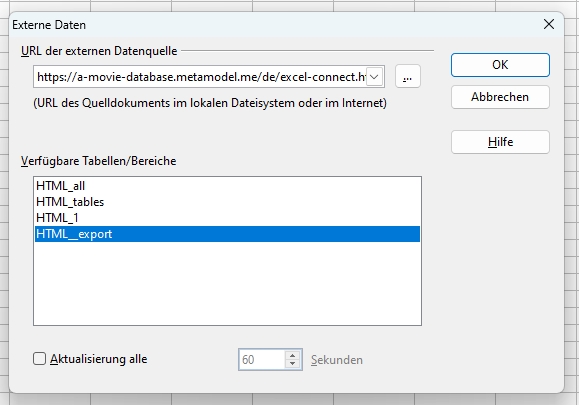 Externe Daten
URL der externen Datenquelle
https://a-movie-database.metamodel.me/de/excel-connect.h
...
OK
(URL des Quelldokuments im lokalen Dateisystem oder im Internet)
Abbrechen
Hilfe
Verfügbare Tabellen/Bereiche
HTML_all
HTML_tables
HTML_1
HTML__export
Aktualisierung alle
60
Sekunden